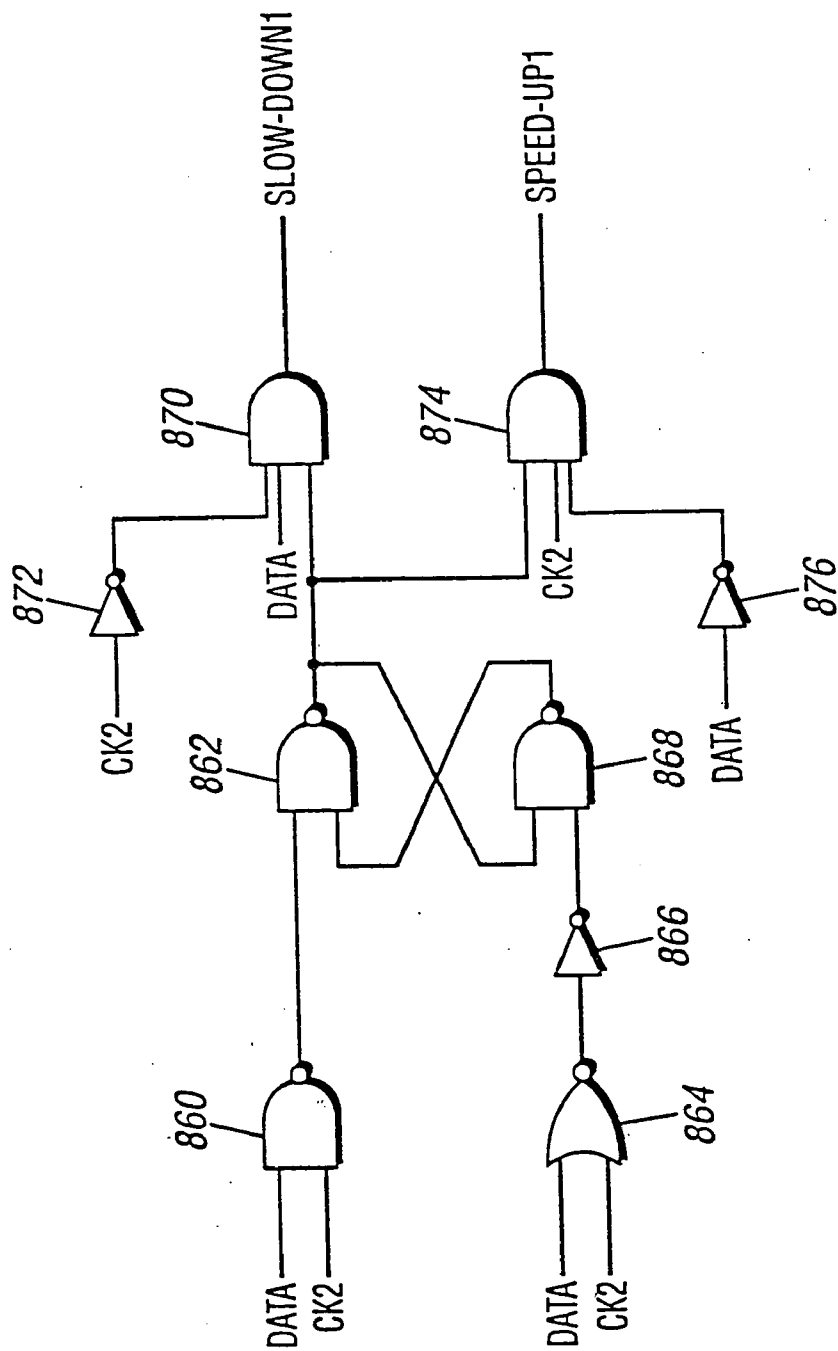 SLOW-DOWN1
SPEED-UP1
870
874
872
DATA
CK2
876
CK2
862
868
DATA
866
860
864
DATA
CK2
DATA
CK2